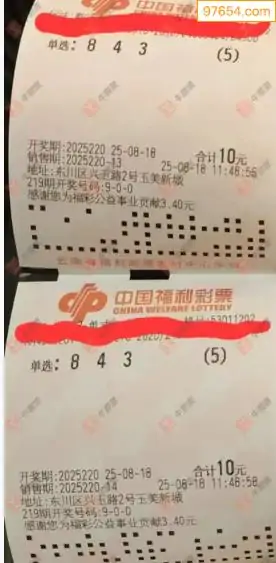 97654.com
中国福
单选: 8 4 3 (5)
开奖期:2025220 25-08-18 合计10元
销售期:2025220-13 25-08-18 11:48:56
地址:东川区兴玉路2号玉美新城
219期开奖号码:9-0-0
感谢您为福彩公益事业贡献3.40元
中国福利彩票
CHINA WELFARE LOTTERY
53011202
单选: 8 4 3 (5)
开奖期:2025220 25-08-18 合计10元
销售期:2025220-14 25-08-18 11:48:58
地址:东川区兴玉路2号玉美新城
219期开奖号码:9-0-0
感谢您为福彩公益事业贡献3.40元